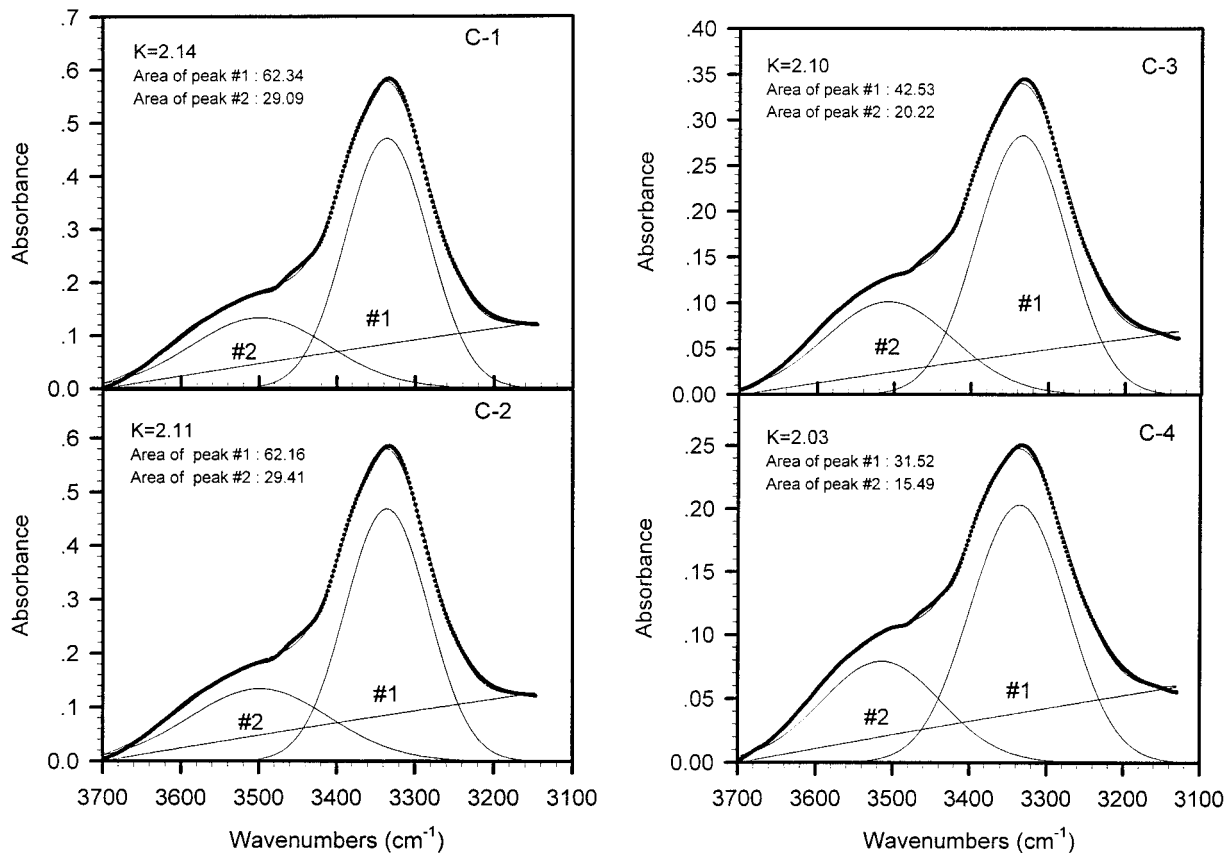 C-1
K=2.14
Area of peak #1 : 62.34
Area of peak #2 : 29.09
Absorbance
.7
.6
.5
.4
.3
.2
.1
0.0
#1
#2
C-2
K=2.11
Area of peak #1 : 62.16
Area of peak #2 : 29.41
Absorbance
.6
.5
.4
.3
.2
.1
0.0
#1
#2
3700 3600 3500 3400 3300 3200 3100
Wavenumbers (cm⁻¹)
C-3
K=2.10
Area of peak #1 : 42.53
Area of peak #2 : 20.22
Absorbance
.40
.35
.30
.25
.20
.15
.10
.05
0.00
#1
#2
C-4
K=2.03
Area of peak #1 : 31.52
Area of peak #2 : 15.49
Absorbance
.25
.20
.15
.10
.05
0.00
#1
#2
3700 3600 3500 3400 3300 3200 3100
Wavenumbers (cm⁻¹)